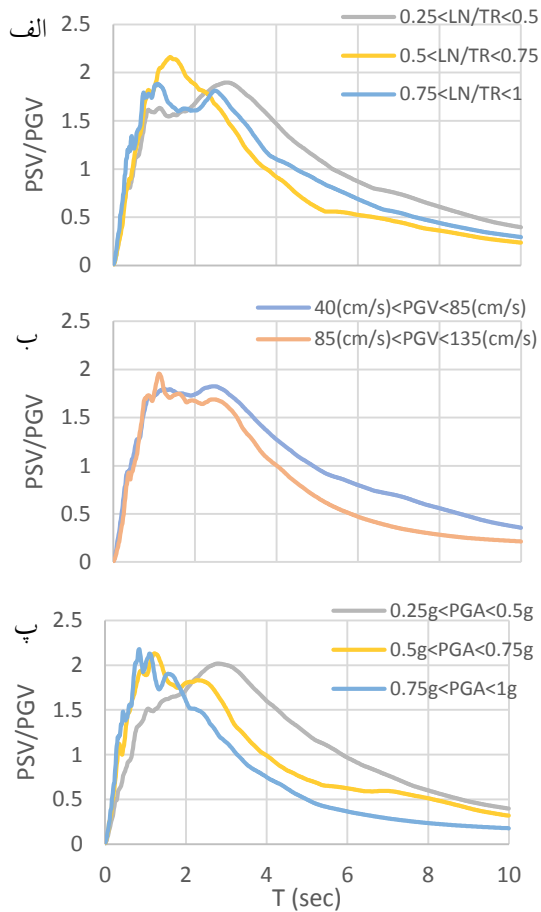 الف
0.25<LN/TR<0.5
0.5<LN/TR<0.75
0.75<LN/TR<1
PSV/PGV
2.5
2
1.5
1
0.5
0
ب
40(cm/s)<PGV<85(cm/s)
85(cm/s)<PGV<135(cm/s)
PSV/PGV
2.5
2
1.5
1
0.5
0
پ
0.25g<PGA<0.5g
0.5g<PGA<0.75g
0.75g<PGA<1g
PSV/PGV
2.5
2
1.5
1
0.5
0
0 2 4 6 8 10
T (sec)